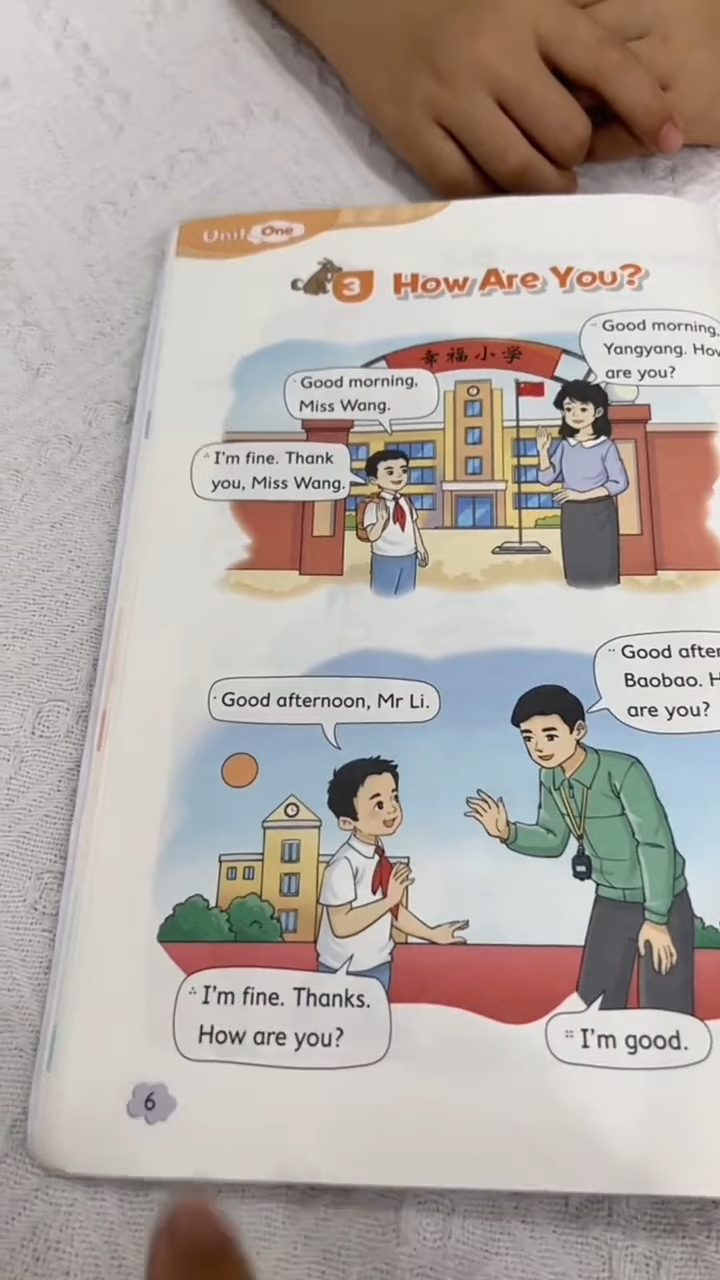 Unit One
3 How Are You?
幸福小学
Good morning,
Miss Wang.
Good morning,
Yangyang. How
are you?
I'm fine. Thank
you, Miss Wang.
Good afternoon, Mr Li.
Good
Baobao.
are you?
I'm fine. Thanks.
How are you?
I'm good.
6